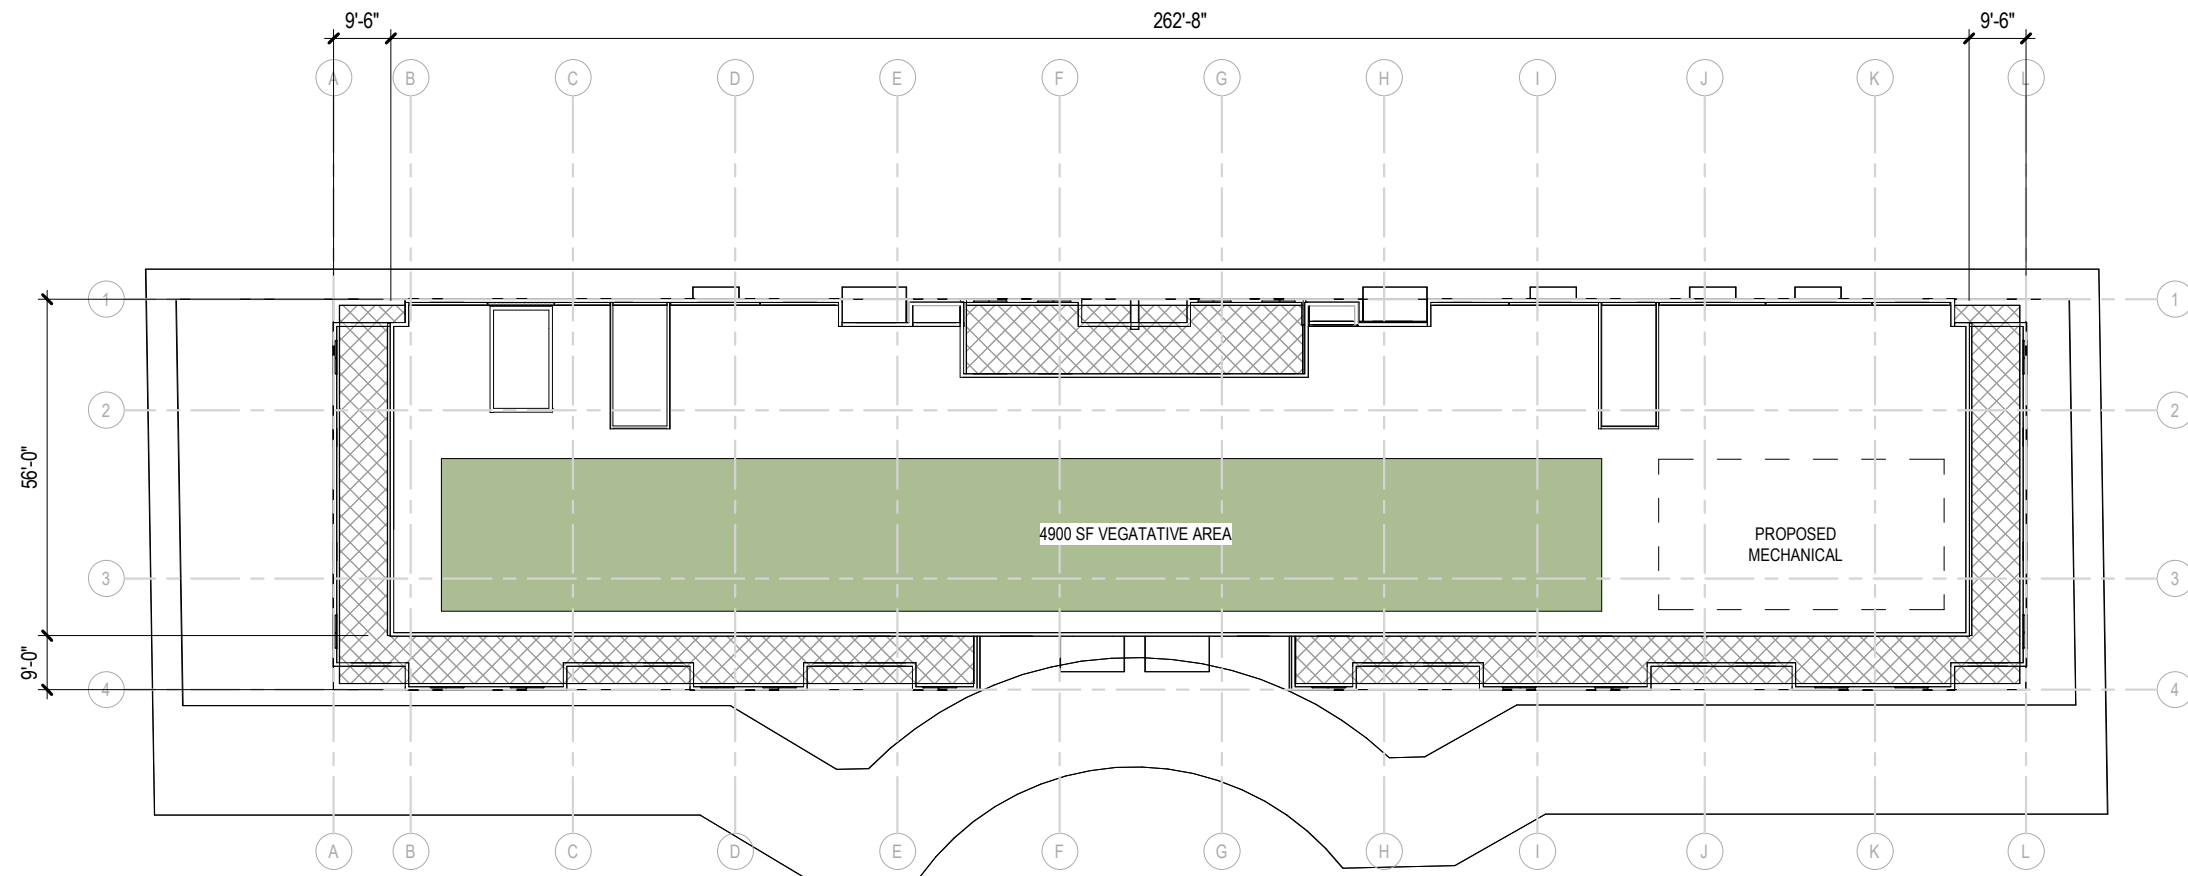 9'-6"
262'-8"
9'-6"
A B C D E F G H I J K L
1 1
2 2
56'-0"
4900 SF VEGATATIVE AREA
PROPOSED
MECHANICAL
3 3
9'-0"
4 4
A B C D E F G H I J K L